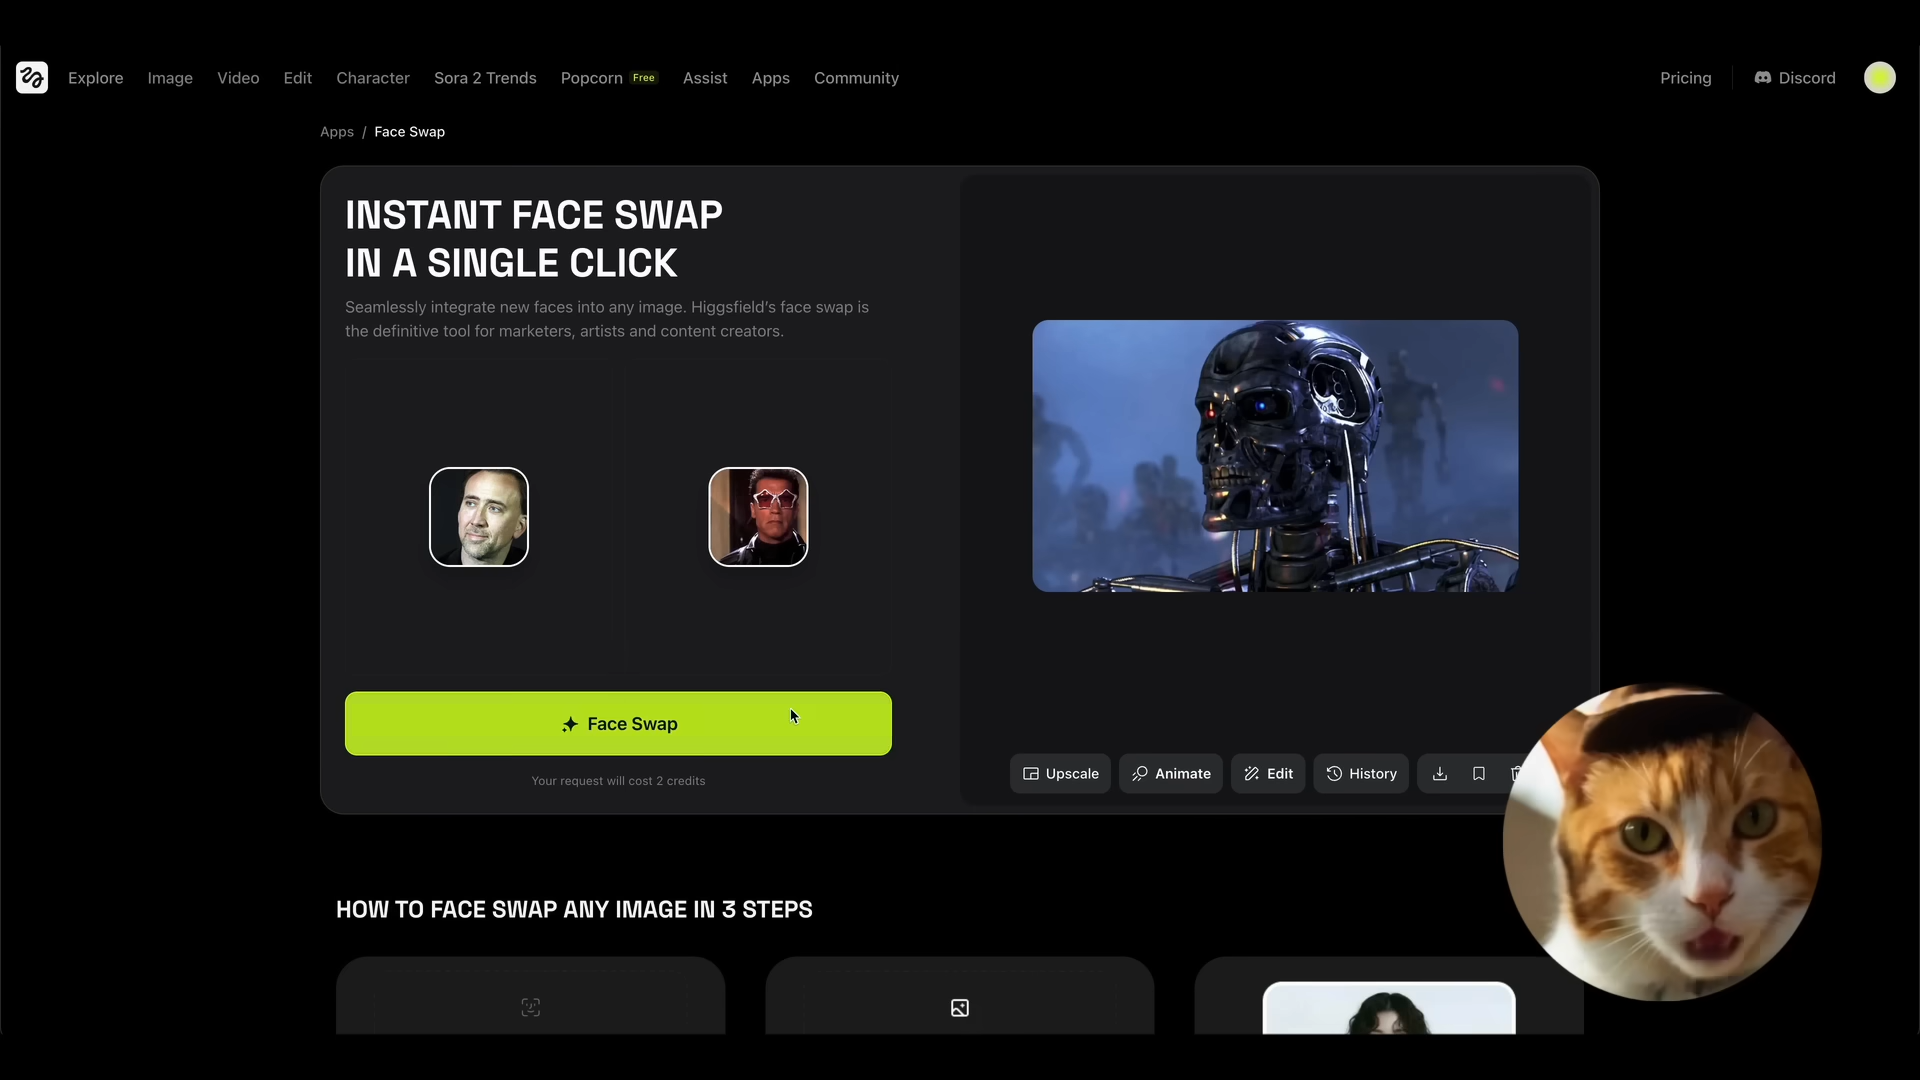 Explore
Image
Video
Edit
Character
Sora 2 Trends
Popcorn Free
Assist
Apps
Community
Pricing
Discord
Apps / Face Swap
INSTANT FACE SWAP
IN A SINGLE CLICK
Seamlessly integrate new faces into any image. Higgsfield's face swap is
the definitive tool for marketers, artists and content creators.
Face Swap
Your request will cost 2 credits
Upscale
Animate
Edit
History
HOW TO FACE SWAP ANY IMAGE IN 3 STEPS